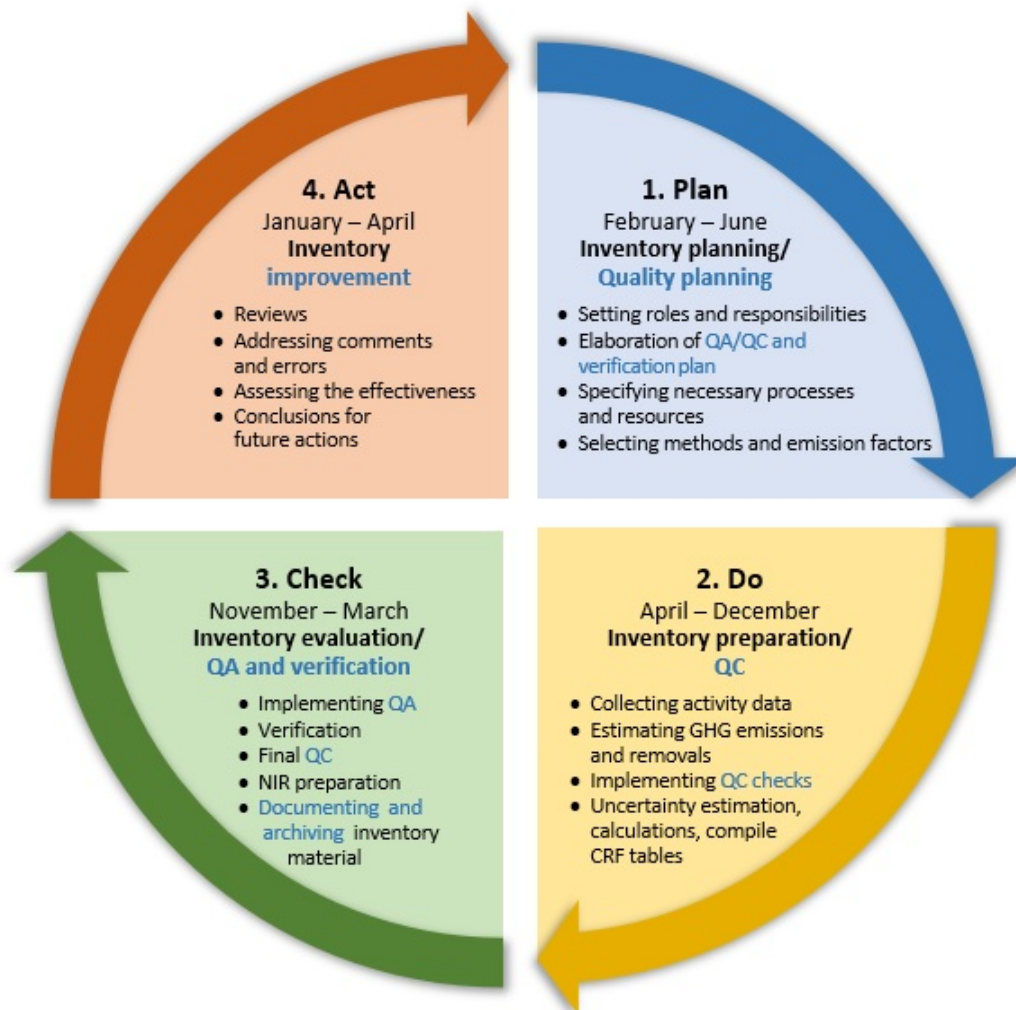 4. Act
January – April
Inventory
improvement
• Reviews
• Addressing comments
and errors
• Assessing the effectiveness
• Conclusions for
future actions
1. Plan
February – June
Inventory planning/
Quality planning
• Setting roles and responsibilities
• Elaboration of QA/QC and
verification plan
• Specifying necessary processes
and resources
• Selecting methods and emission factors
3. Check
November – March
Inventory evaluation/
QA and verification
• Implementing QA
• Verification
• Final QC
• NIR preparation
• Documenting and
archiving inventory
material
2. Do
April – December
Inventory preparation/
QC
• Collecting activity data
• Estimating GHG emissions
and removals
• Implementing QC checks
• Uncertainty estimation,
calculations, compile
CRF tables